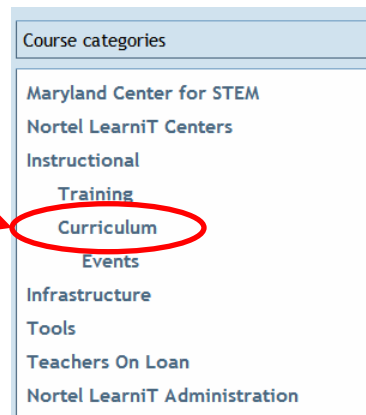 Course categories
Maryland Center for STEM
Nortel LearniT Centers
Instructional
Training
Curriculum
Events
Infrastructure
Tools
Teachers On Loan
Nortel LearniT Administration